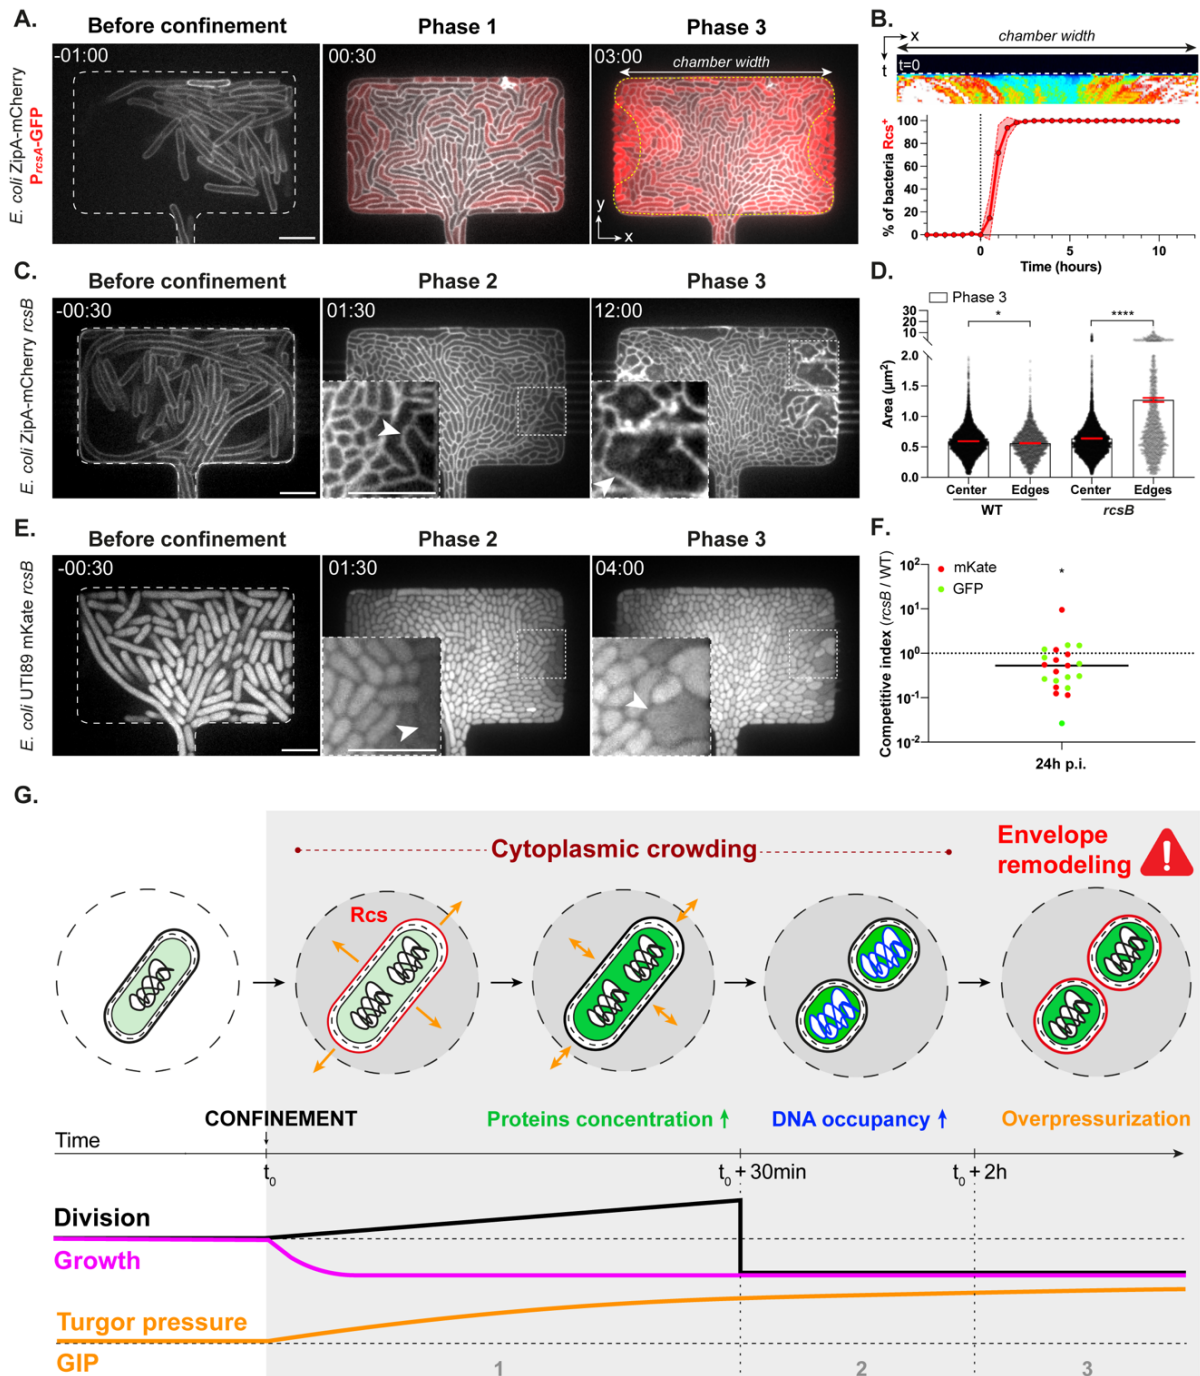 A.
Before confinement
Phase 1
Phase 3
E. coli ZipA-mCherry
PrcsA-GFP
-01:00
00:30
03:00
chamber width
y
x
B.
x
chamber width
t
t=0
% of bacteria Rcs+
100
80
60
40
20
0
0
5
10
Time (hours)
C.
Before confinement
Phase 2
Phase 3
E. coli ZipA-mCherry rcsB
-00:30
01:30
12:00
D.
Phase 3
*
****
Area (µm²)
30
20
10
2.0
1.5
1.0
0.5
0.0
Center
Edges
Center
Edges
WT
rcsB
E.
Before confinement
Phase 2
Phase 3
E. coli UTI89 mKate rcsB
-00:30
01:30
04:00
F.
Competitive index (rcsB / WT)
10²
10¹
10⁰
10⁻¹
10⁻²
mKate
GFP
*
24h p.i.
G.
Cytoplasmic crowding
Envelope
remodeling
!
Rcs
CONFINEMENT
Proteins concentration ↑
DNA occupancy ↑
Overpressurization
Time
t₀
t₀ + 30min
t₀ + 2h
Division
Growth
Turgor pressure
GIP
1
2
3